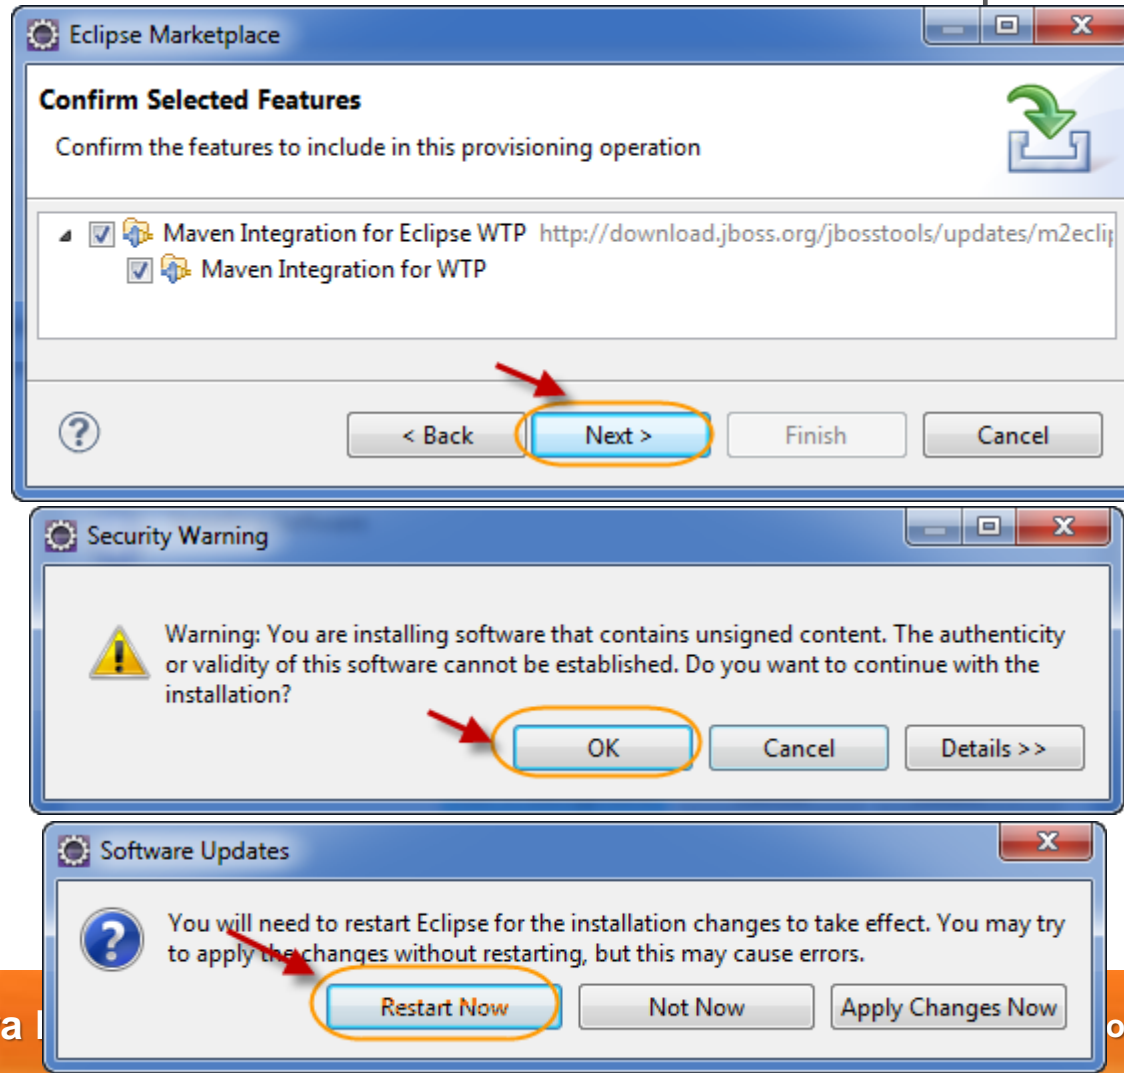 Eclipse Marketplace
Confirm Selected Features
Confirm the features to include in this provisioning operation
Maven Integration for Eclipse WTP http://download.jboss.org/jbosstools/updates/m2eclip
Maven Integration for WTP
< Back Next > Finish Cancel
Security Warning
Warning: You are installing software that contains unsigned content. The authenticity
or validity of this software cannot be established. Do you want to continue with the
installation?
OK Cancel Details >>
Software Updates
You will need to restart Eclipse for the installation changes to take effect. You may try
to apply the changes without restarting, but this may cause errors.
Restart Now Not Now Apply Changes Now